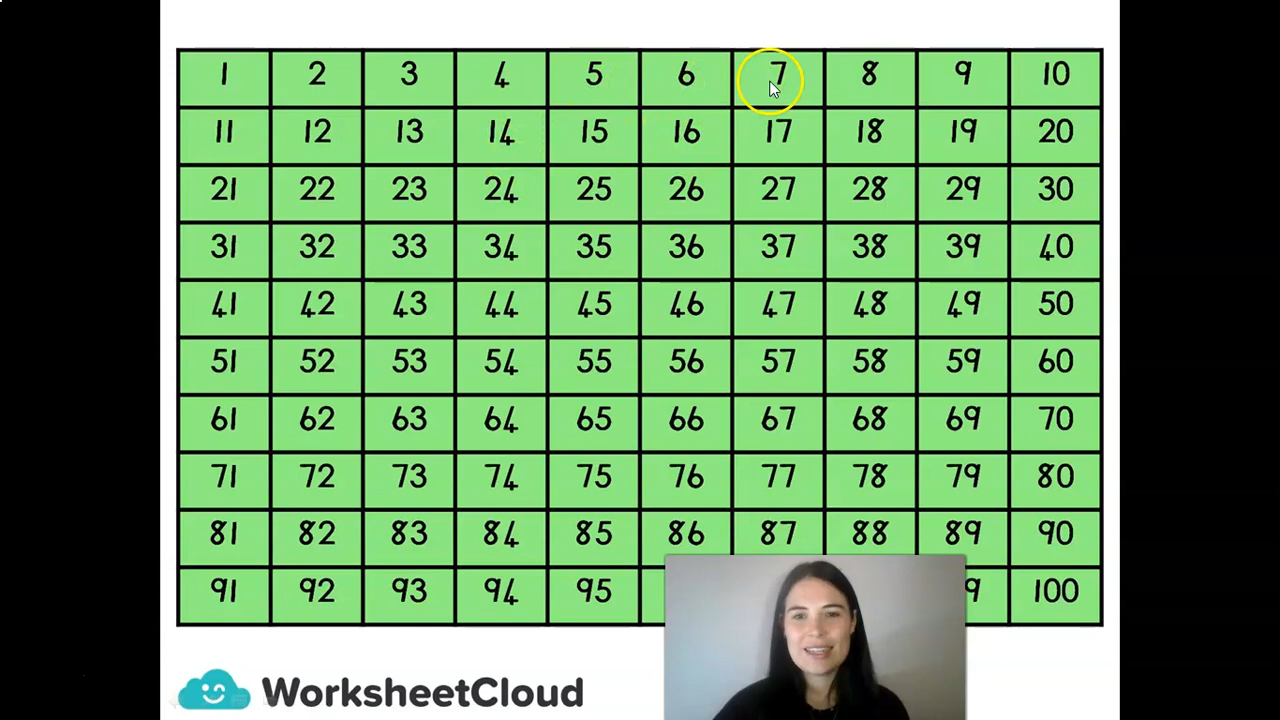 1 2 3 4 5 6 7 8 9 10
11 12 13 14 15 16 17 18 19 20
21 22 23 24 25 26 27 28 29 30
31 32 33 34 35 36 37 38 39 40
41 42 43 44 45 46 47 48 49 50
51 52 53 54 55 56 57 58 59 60
61 62 63 64 65 66 67 68 69 70
71 72 73 74 75 76 77 78 79 80
81 82 83 84 85 86 87 88 89 90
91 92 93 94 95 9 100
WorksheetCloud